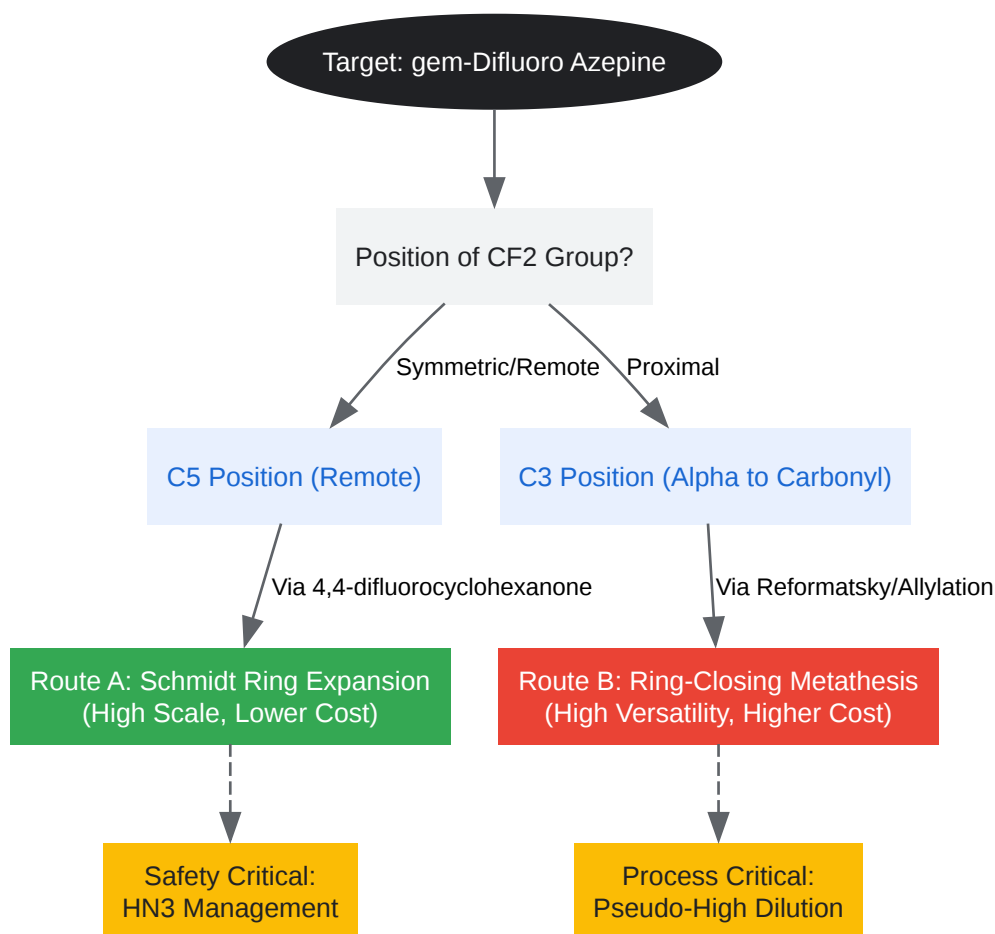 Target: gem-Difluoro Azepine
Position of CF2 Group?
Symmetric/Remote
Proximal
C5 Position (Remote)
C3 Position (Alpha to Carbonyl)
Via 4,4-difluorocyclohexanone
Via Reformatsky/Allylation
Route A: Schmidt Ring Expansion
(High Scale, Lower Cost)
Route B: Ring-Closing Metathesis
(High Versatility, Higher Cost)
Safety Critical:
HN3 Management
Process Critical:
Pseudo-High Dilution